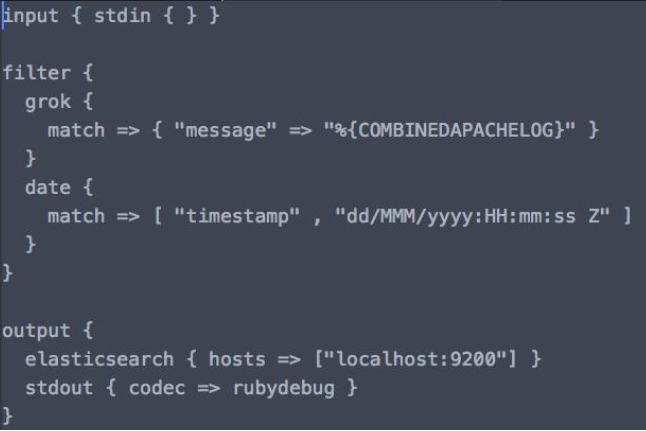 input { stdin { } }

filter {
  grok {
    match => { "message" => "%{COMBINEDAPACHELOG}" }
  }
  date {
    match => [ "timestamp" , "dd/MMM/yyyy:HH:mm:ss Z" ]
  }
}

output {
  elasticsearch { hosts => ["localhost:9200"] }
  stdout { codec => rubydebug }
}